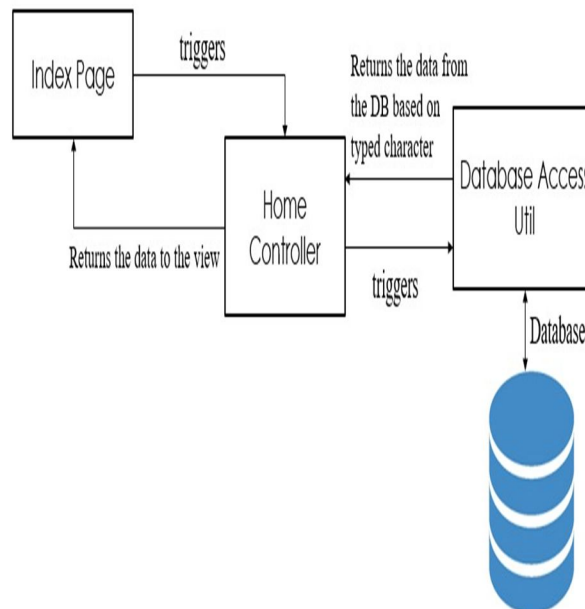 triggers
Index Page
Returns the data from
the DB based on
typed character
Home
Controller
Database Access
Util
Returns the data to the view
triggers
Database